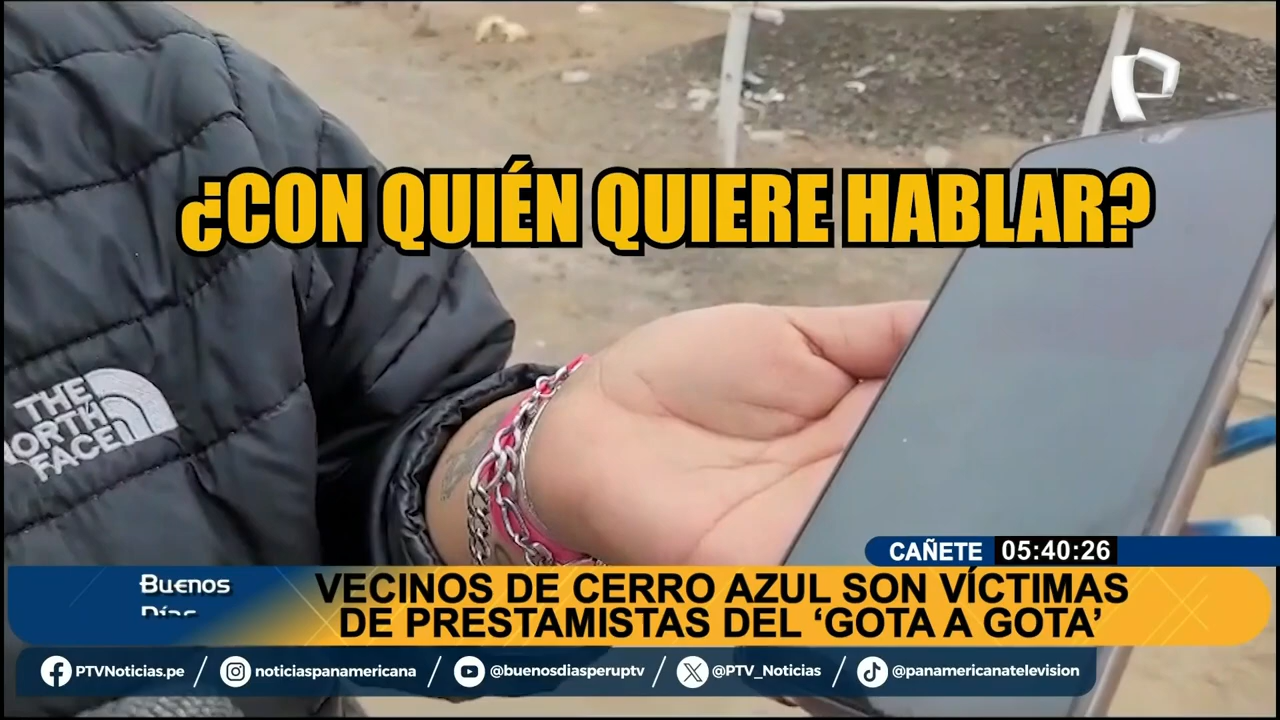 ¿CON QUIÉN QUIERE HABLAR?
THE
NORTH
FACE
CAÑETE 05:40:26
Buenos
Días
VECINOS DE CERRO AZUL SON VÍCTIMAS
DE PRESTAMISTAS DEL ‘GOTA A GOTA’
PTVNoticias.pe / noticiaspanamericana / @buenosdiasperuptv / @PTV_Noticias / @panamericanatelevision